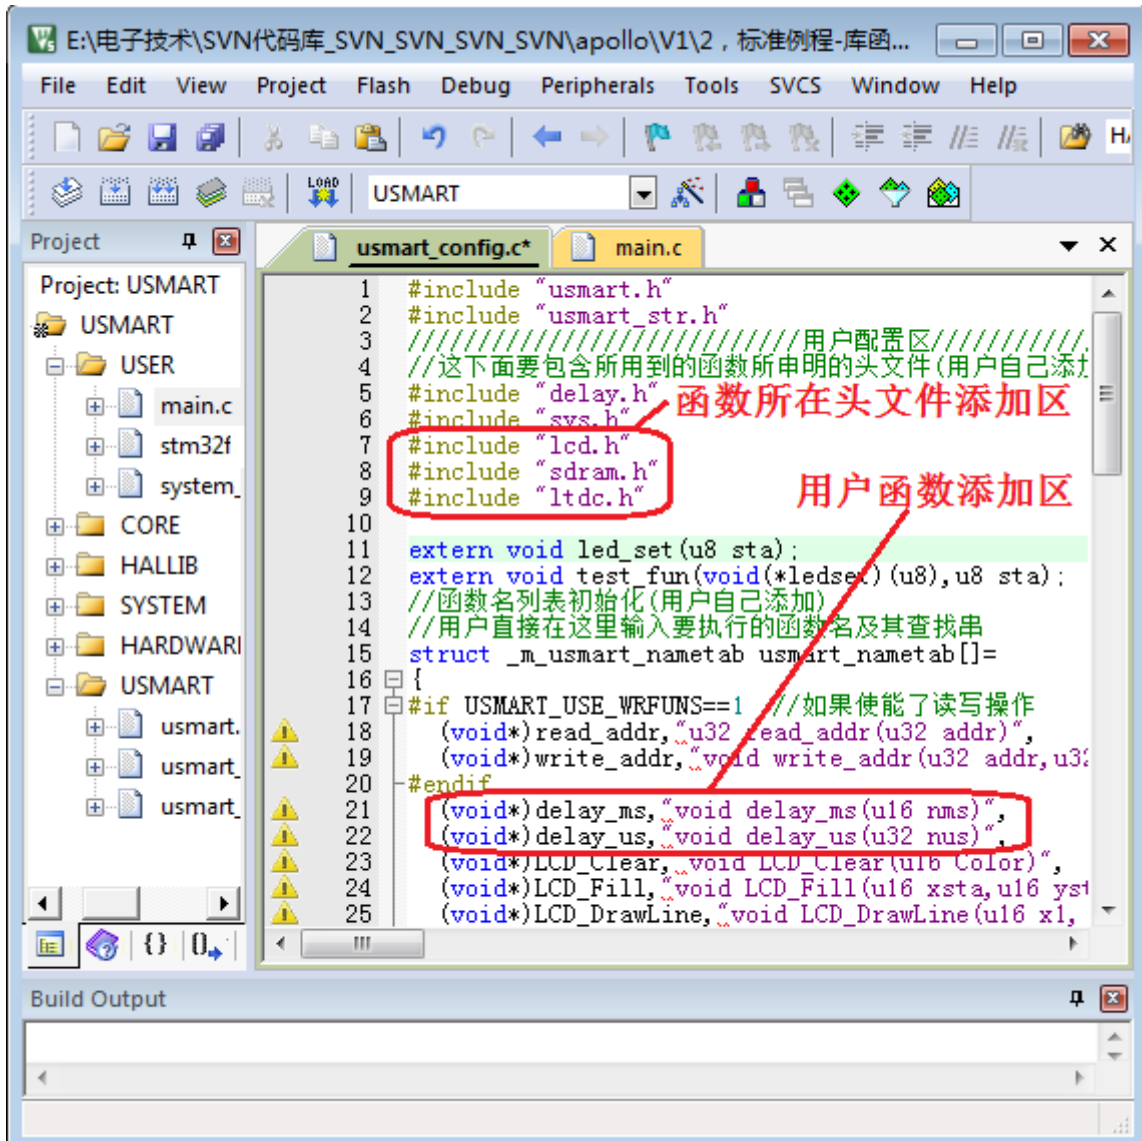 E:\电子技术\SVN代码库_SVN_SVN_SVN_SVN\apollo\V1\2，标准例程-库函...
File Edit View Project Flash Debug Peripherals Tools SVCS Window Help
LOAD USMART
Project
usmart_config.c* main.c
Project: USMART
USMART
USER
main.c
stm32f
system_
CORE
HALLIB
SYSTEM
HARDWARI
USMART
usmart.
usmart_
usmart_
1 #include "usmart.h"
2 #include "usmart_str.h"
3 ////////////////////////////用户配置区///////////
4 //这下面要包含所用到的函数所申明的头文件(用户自己添加
5 #include "delay.h"
6 #include "sys.h"
7 #include "lcd.h"
8 #include "sdram.h"
9 #include "ltdc.h"
10
11 extern void led_set(u8 sta);
12 extern void test_fun(void(*ledset)(u8),u8 sta);
13 //函数名列表初始化(用户自己添加)
14 //用户直接在这里输入要执行的函数名及其查找串
15 struct _m_usmart_nametab usmart_nametab[]=
16 {
17 #if USMART_USE_WRFUNS==1 //如果使能了读写操作
18 (void*)read_addr,"u32 read_addr(u32 addr)",
19 (void*)write_addr,"void write_addr(u32 addr,u32
20 #endif
21 (void*)delay_ms,"void delay_ms(u16 nms)",
22 (void*)delay_us,"void delay_us(u32 nus)",
23 (void*)LCD_Clear,"void LCD_Clear(u16 Color)",
24 (void*)LCD_Fill,"void LCD_Fill(u16 xsta,u16 yst
25 (void*)LCD_DrawLine,"void LCD_DrawLine(u16 x1,
函数所在头文件添加区
用户函数添加区
Build Output